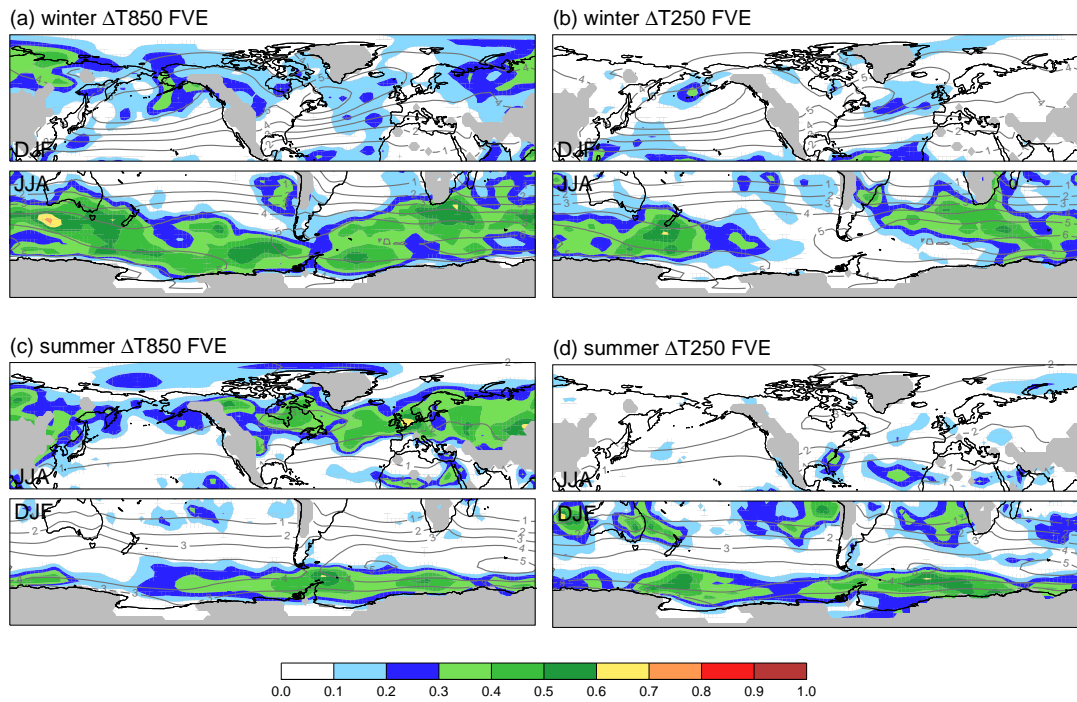 (a) winter ΔT850 FVE
(b) winter ΔT250 FVE
DJF
DJF
JJA
JJA
(c) summer ΔT850 FVE
(d) summer ΔT250 FVE
JJA
JJA
DJF
DJF
0.0 0.1 0.2 0.3 0.4 0.5 0.6 0.7 0.8 0.9 1.0